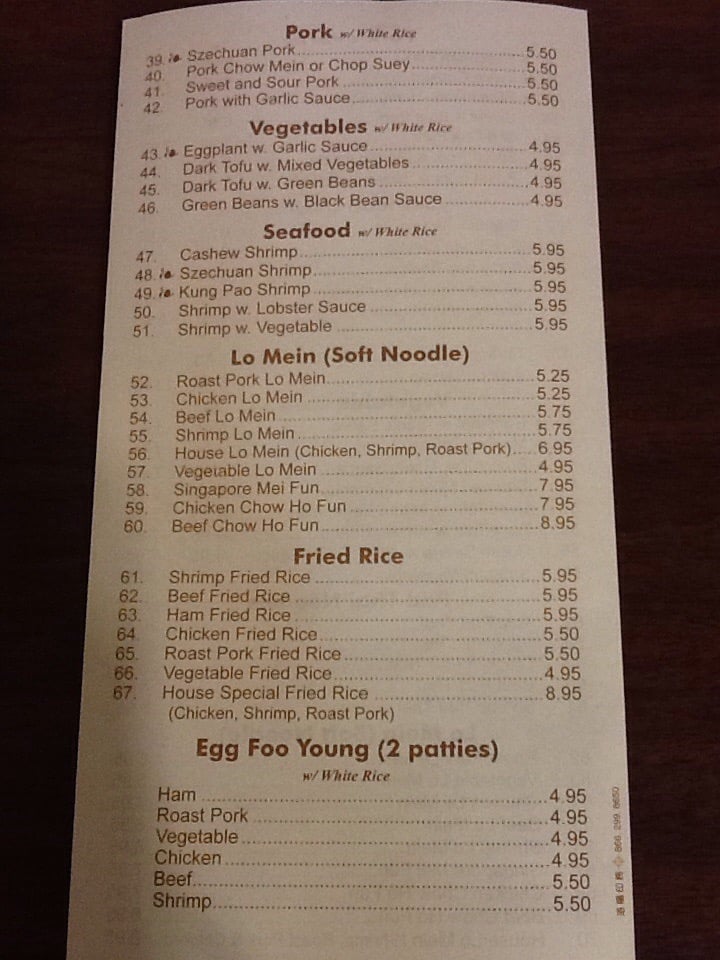 Pork w/ White Rice
39. Szechuan Pork 5.50
40. Pork Chow Mein or Chop Suey 5.50
41. Sweet and Sour Pork 5.50
42. Pork with Garlic Sauce 5.50
Vegetables w/ White Rice
43. Eggplant w. Garlic Sauce 4.95
44. Dark Tofu w. Mixed Vegetables 4.95
45. Dark Tofu w. Green Beans 4.95
46. Green Beans w. Black Bean Sauce 4.95
Seafood w/ White Rice
47. Cashew Shrimp 5.95
48. Szechuan Shrimp 5.95
49. Kung Pao Shrimp 5.95
50. Shrimp w. Lobster Sauce 5.95
51. Shrimp w. Vegetable 5.95
Lo Mein (Soft Noodle)
52. Roast Pork Lo Mein 5.25
53. Chicken Lo Mein 5.25
54. Beef Lo Mein 5.75
55. Shrimp Lo Mein 5.75
56. House Lo Mein (Chicken, Shrimp, Roast Pork) 6.95
57. Vegetable Lo Mein 4.95
58. Singapore Mei Fun 7.95
59. Chicken Chow Ho Fun 7.95
60. Beef Chow Ho Fun 8.95
Fried Rice
61. Shrimp Fried Rice 5.95
62. Beef Fried Rice 5.95
63. Ham Fried Rice 5.95
64. Chicken Fried Rice 5.50
65. Roast Pork Fried Rice 5.50
66. Vegetable Fried Rice 4.95
67. House Special Fried Rice 8.95
(Chicken, Shrimp, Roast Pork)
Egg Foo Young (2 patties)
w/ White Rice
Ham 4.95
Roast Pork 4.95
Vegetable 4.95
Chicken 4.95
Beef 5.50
Shrimp 5.50